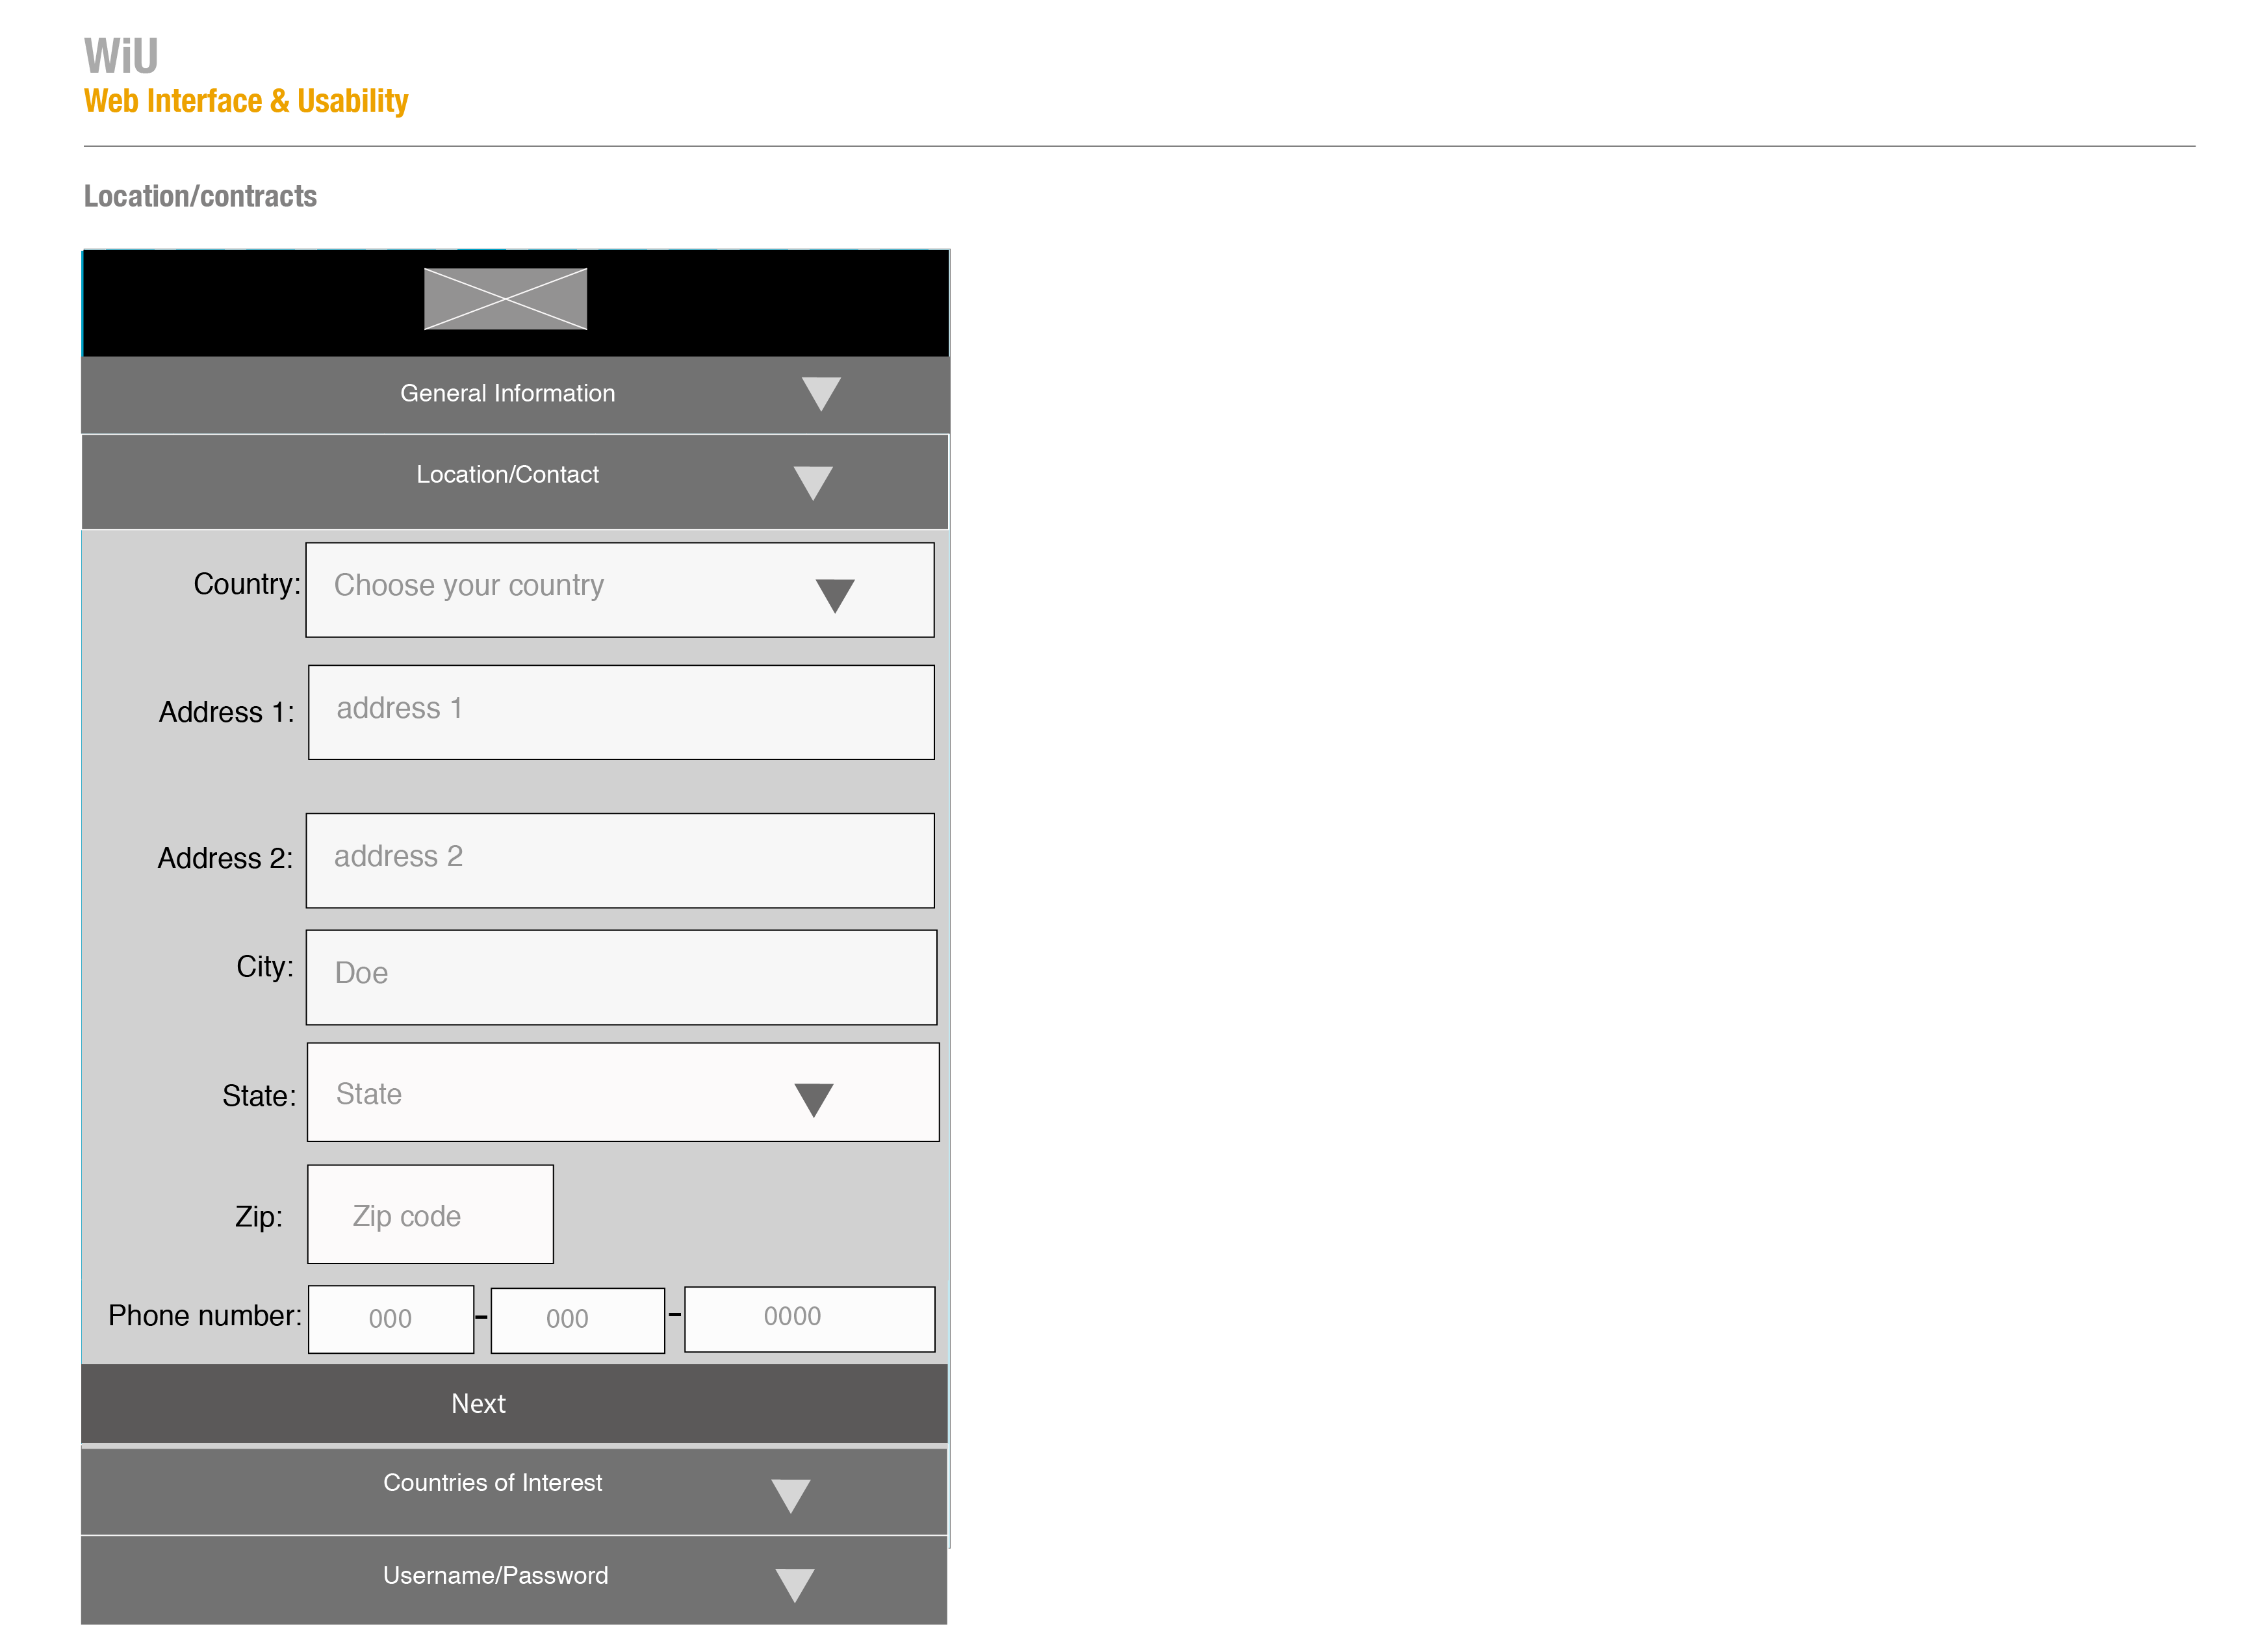 WiU
Web Interface & Usability
Location/contracts
General Information
Location/Contact
Country: Choose your country
Address 1: address 1
Address 2: address 2
City: Doe
State: State
Zip: Zip code
Phone number: 000 - 000 - 0000
Next
Countries of Interest
Username/Password